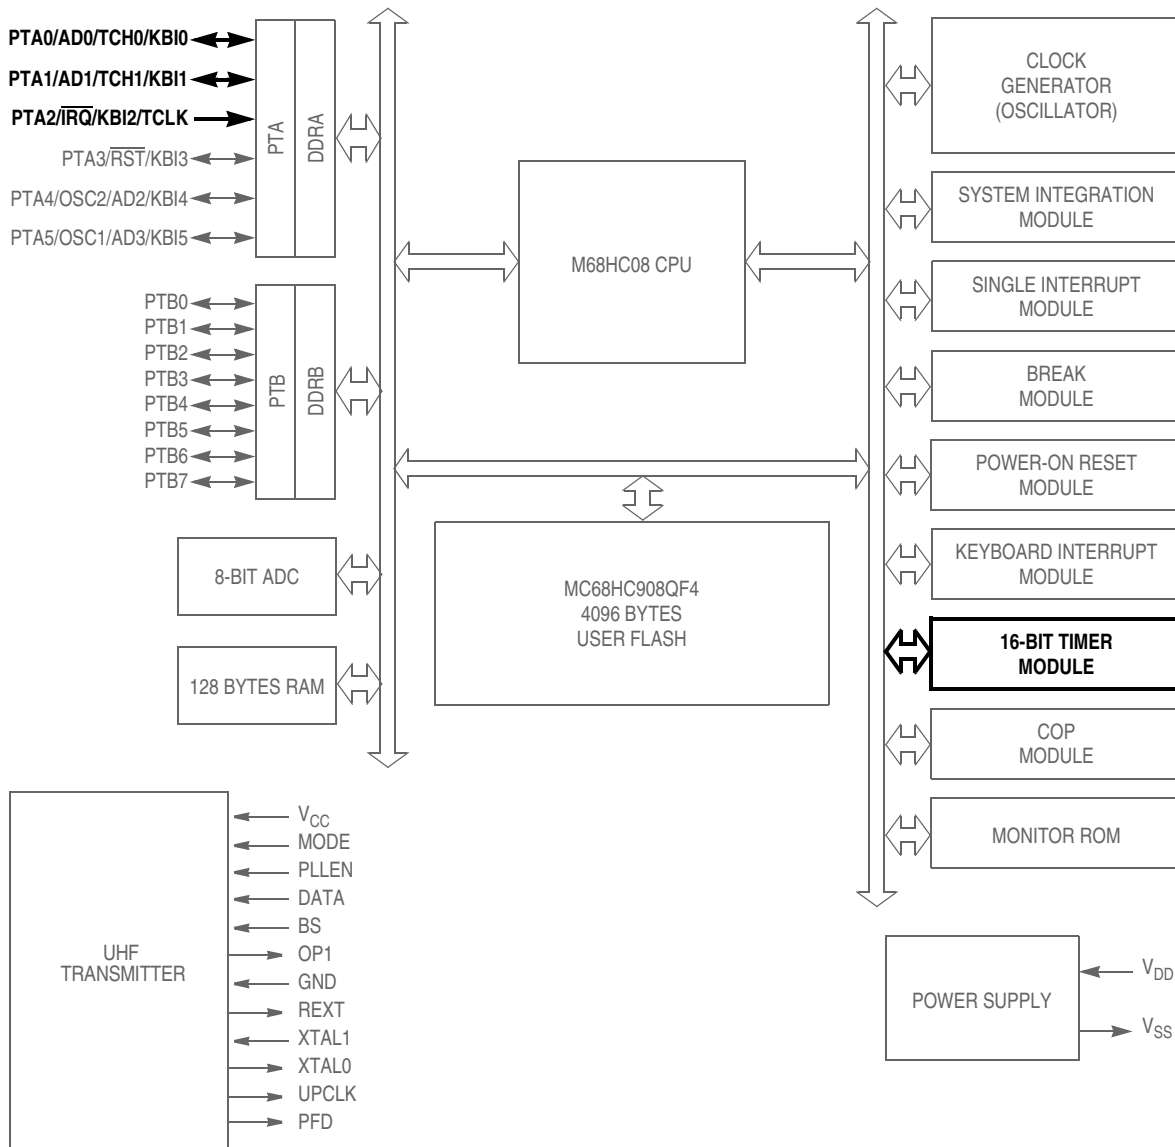 PTA0/AD0/TCH0/KBI0
PTA1/AD1/TCH1/KBI1
PTA2/IRQ/KBI2/TCLK
PTA3/RST/KBI3
PTA4/OSC2/AD2/KBI4
PTA5/OSC1/AD3/KBI5
PTA
DDRA
PTB0
PTB1
PTB2
PTB3
PTB4
PTB5
PTB6
PTB7
PTB
DDRB
8-BIT ADC
128 BYTES RAM
M68HC08 CPU
MC68HC908QF4
4096 BYTES
USER FLASH
CLOCK
GENERATOR
(OSCILLATOR)
SYSTEM INTEGRATION
MODULE
SINGLE INTERRUPT
MODULE
BREAK
MODULE
POWER-ON RESET
MODULE
KEYBOARD INTERRUPT
MODULE
16-BIT TIMER
MODULE
COP
MODULE
MONITOR ROM
UHF
TRANSMITTER
VCC
MODE
PLLEN
DATA
BS
OP1
GND
REXT
XTAL1
XTAL0
UPCLK
PFD
POWER SUPPLY
VDD
VSS